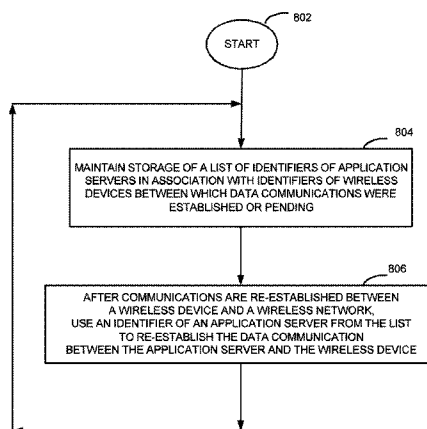 802
START
804
MAINTAIN STORAGE OF A LIST OF IDENTIFIERS OF APPLICATION
SERVERS IN ASSOCIATION WITH IDENTIFIERS OF WIRELESS
DEVICES BETWEEN WHICH DATA COMMUNICATIONS WERE
ESTABLISHED OR PENDING
806
AFTER COMMUNICATIONS ARE RE-ESTABLISHED BETWEEN
A WIRELESS DEVICE AND A WIRELESS NETWORK,
USE AN IDENTIFIER OF AN APPLICATION SERVER FROM THE LIST
TO RE-ESTABLISH THE DATA COMMUNICATION
BETWEEN THE APPLICATION SERVER AND THE WIRELESS DEVICE